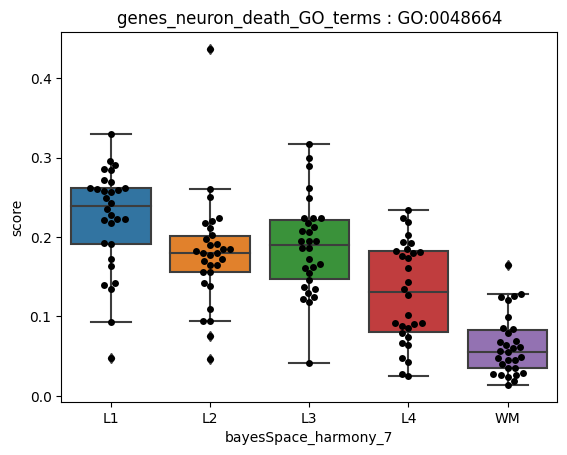 genes_neuron_death_GO_terms : GO:0048664
score
0.4
0.3
0.2
0.1
0.0
L1 L2 L3 L4 WM
bayesSpace_harmony_7